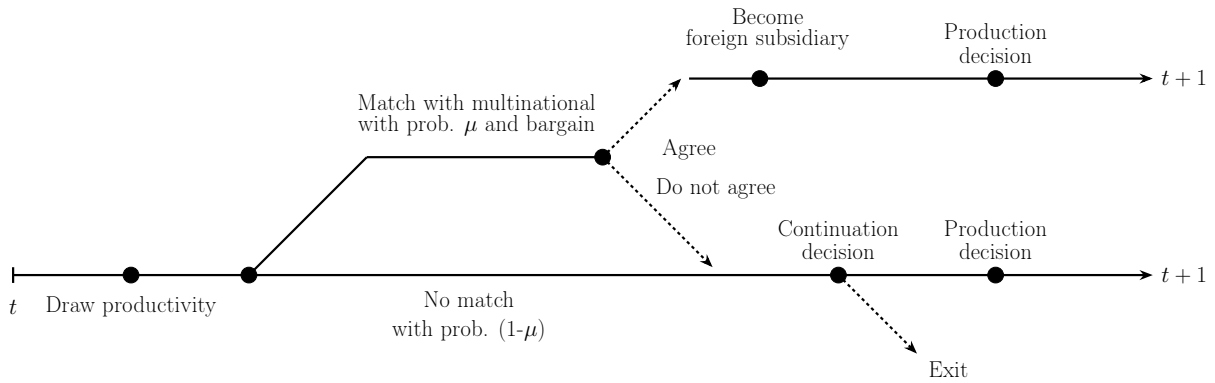 Become
foreign subsidiary
Production
decision
t + 1
Match with multinational
with prob. μ and bargain
Agree
Do not agree
Continuation
decision
Production
decision
t + 1
t
Draw productivity
No match
with prob. (1-μ)
Exit